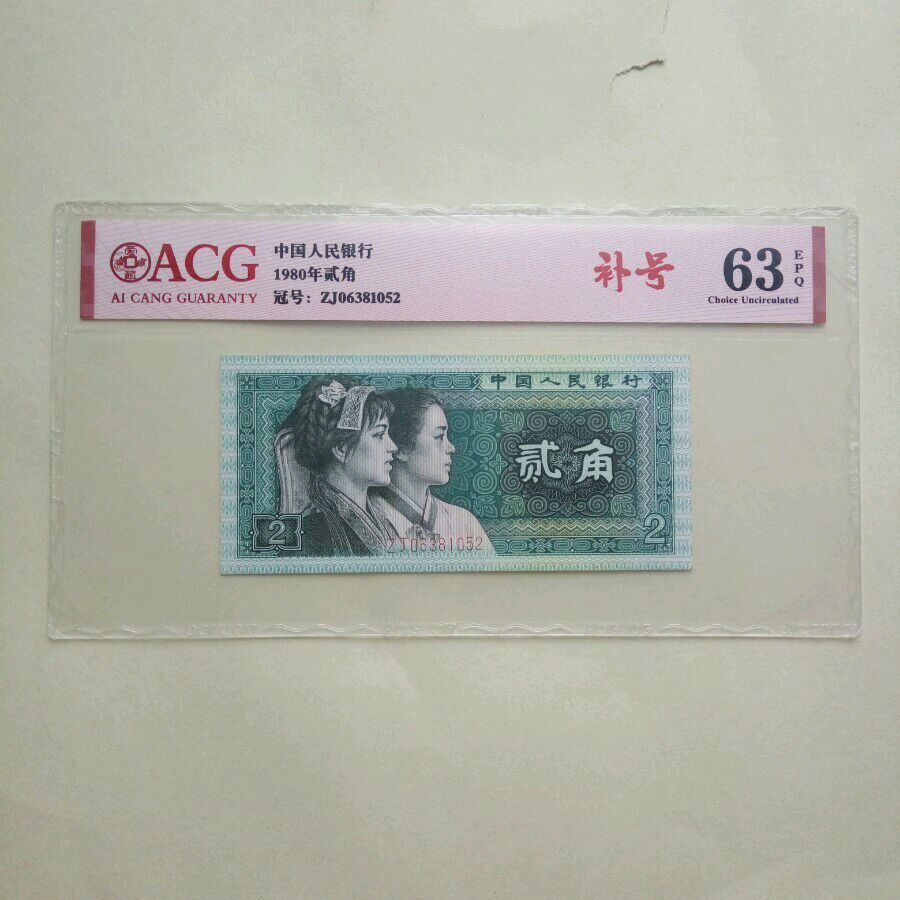 ACG
AI CANG GUARANTY
中国人民银行
1980年贰角
冠号：ZJ06381052
补号
63
EPQ
Choice Uncirculated
中国人民银行
贰角
2
ZJ06381052
2